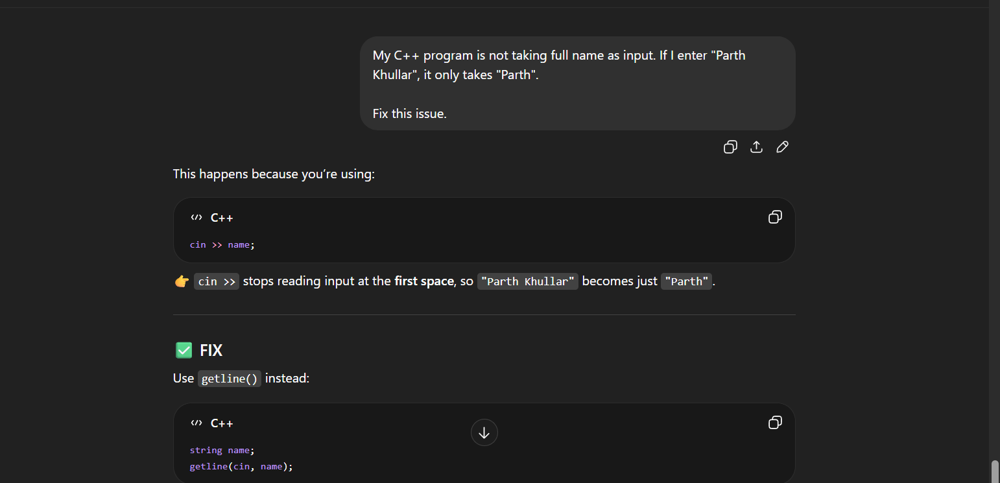 My C++ program is not taking full name as input. If I enter "Parth
Khullar", it only takes "Parth".
Fix this issue.
This happens because you’re using:
C++
cin >> name;
👉 cin >> stops reading input at the first space, so "Parth Khullar" becomes just "Parth".
✅ FIX
Use getline() instead:
C++
string name;
getline(cin, name);